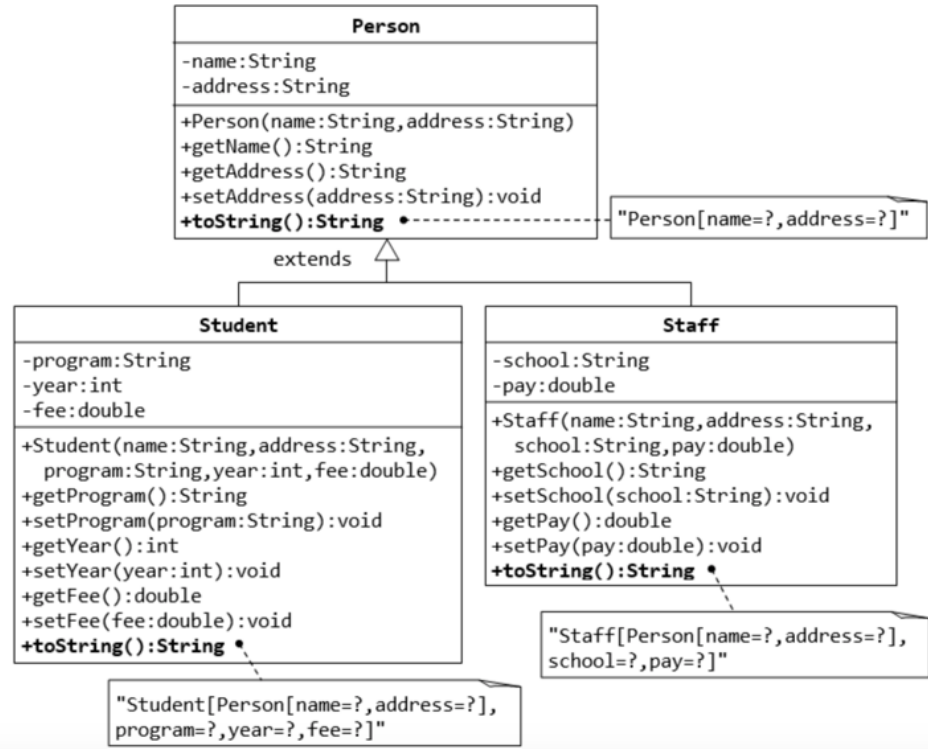 Person
-name:String
-address:String
+Person(name:String,address:String)
+getName():String
+getAddress():String
+setAddress(address:String):void
+toString():String
"Person[name=?,address=?]"
extends
Student
-program:String
-year:int
-fee:double
+Student(name:String,address:String,
program:String,year:int,fee:double)
+getProgram():String
+setProgram(program:String):void
+getYear():int
+setYear(year:int):void
+getFee():double
+setFee(fee:double):void
+toString():String
"Student[Person[name=?,address=?],
program=?,year=?,fee=?]"
Staff
-school:String
-pay:double
+Staff(name:String,address:String,
school:String,pay:double)
+getSchool():String
+setSchool(school:String):void
+getPay():double
+setPay(pay:double):void
+toString():String
"Staff[Person[name=?,address=?],
school=?,pay=?]"